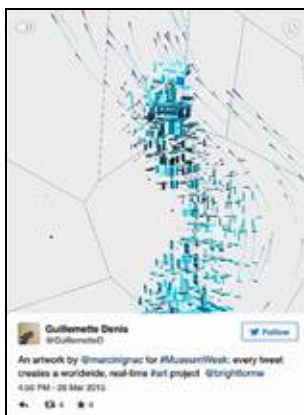 Guillemette Denis
@GuillemetteD
Follow
An artwork by @marcinignac for #MuseumWeek: every tweet
creates a worldwide, real-time #art project @brightforme
4:00 PM - 26 Mar 2015